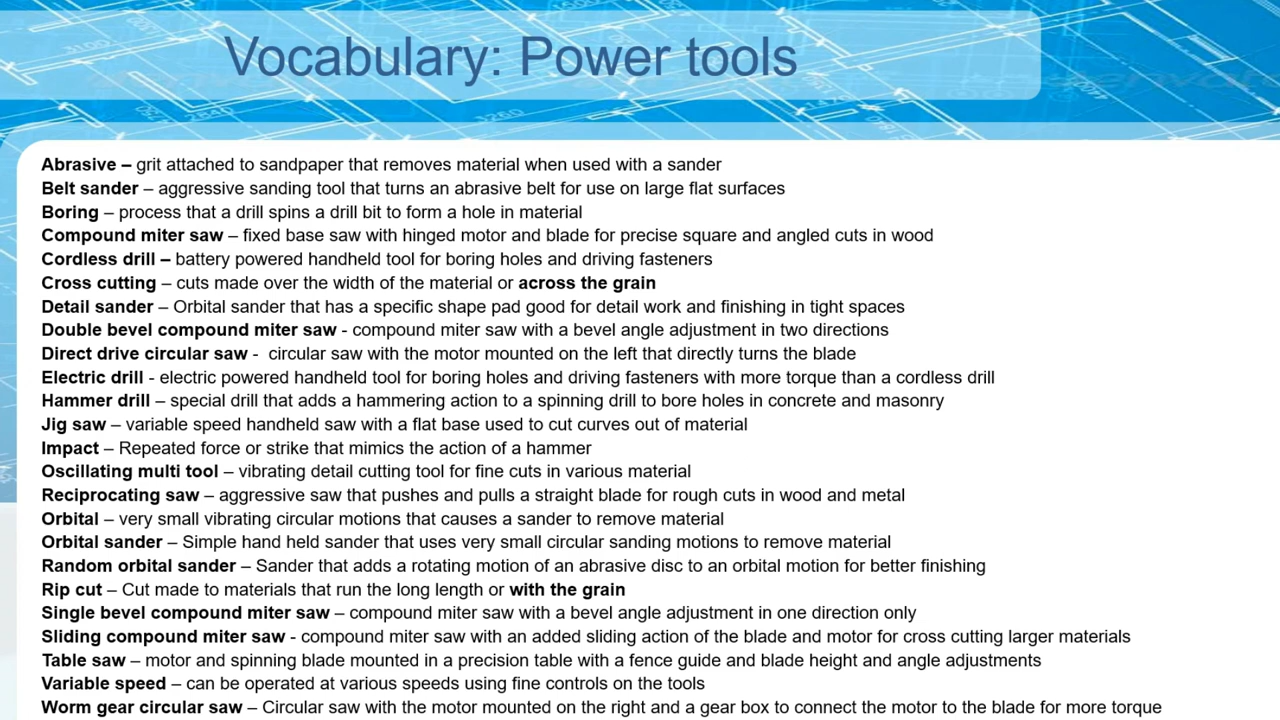 Vocabulary: Power tools
Abrasive – grit attached to sandpaper that removes material when used with a sander
Belt sander – aggressive sanding tool that turns an abrasive belt for use on large flat surfaces
Boring – process that a drill spins a drill bit to form a hole in material
Compound miter saw – fixed base saw with hinged motor and blade for precise square and angled cuts in wood
Cordless drill – battery powered handheld tool for boring holes and driving fasteners
Cross cutting – cuts made over the width of the material or across the grain
Detail sander – Orbital sander that has a specific shape pad good for detail work and finishing in tight spaces
Double bevel compound miter saw - compound miter saw with a bevel angle adjustment in two directions
Direct drive circular saw -  circular saw with the motor mounted on the left that directly turns the blade
Electric drill - electric powered handheld tool for boring holes and driving fasteners with more torque than a cordless drill
Hammer drill – special drill that adds a hammering action to a spinning drill to bore holes in concrete and masonry
Jig saw – variable speed handheld saw with a flat base used to cut curves out of material
Impact – Repeated force or strike that mimics the action of a hammer
Oscillating multi tool – vibrating detail cutting tool for fine cuts in various material
Reciprocating saw – aggressive saw that pushes and pulls a straight blade for rough cuts in wood and metal
Orbital – very small vibrating circular motions that causes a sander to remove material
Orbital sander – Simple hand held sander that uses very small circular sanding motions to remove material
Random orbital sander – Sander that adds a rotating motion of an abrasive disc to an orbital motion for better finishing
Rip cut – Cut made to materials that run the long length or with the grain
Single bevel compound miter saw – compound miter saw with a bevel angle adjustment in one direction only
Sliding compound miter saw - compound miter saw with an added sliding action of the blade and motor for cross cutting larger materials
Table saw – motor and spinning blade mounted in a precision table with a fence guide and blade height and angle adjustments
Variable speed – can be operated at various speeds using fine controls on the tools
Worm gear circular saw – Circular saw with the motor mounted on the right and a gear box to connect the motor to the blade for more torque